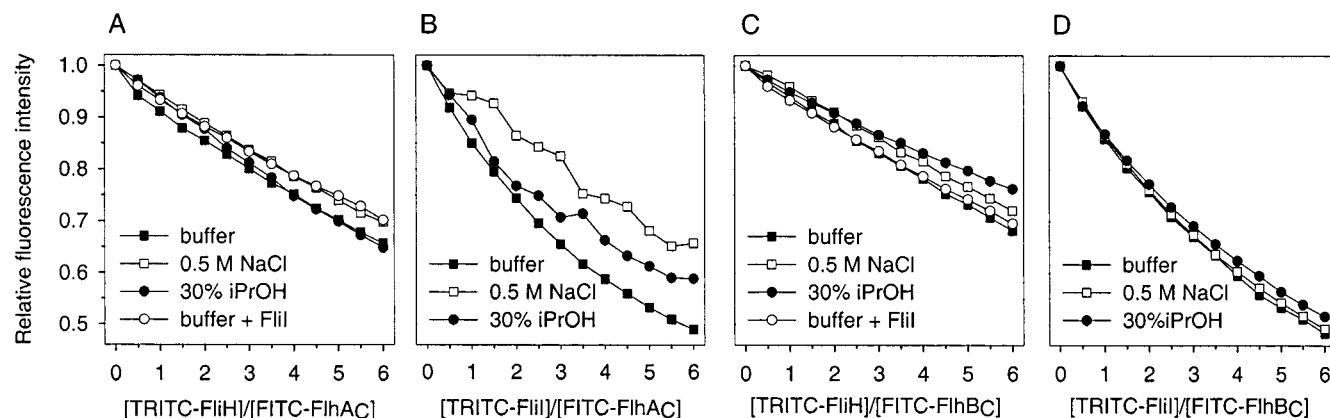 A
B
C
D
Relative fluorescence intensity
1.0
0.9
0.8
0.7
0.6
0.5
buffer
0.5 M NaCl
30% iPrOH
buffer + FliI
0 1 2 3 4 5 6
[TRITC-FliH]/[FITC-FlhAC]
buffer
0.5 M NaCl
30% iPrOH
0 1 2 3 4 5 6
[TRITC-FliI]/[FITC-FlhAC]
buffer
0.5 M NaCl
30% iPrOH
buffer + FliI
0 1 2 3 4 5 6
[TRITC-FliH]/[FITC-FlhBC]
buffer
0.5 M NaCl
30%iPrOH
0 1 2 3 4 5 6
[TRITC-FliI]/[FITC-FlhBC]